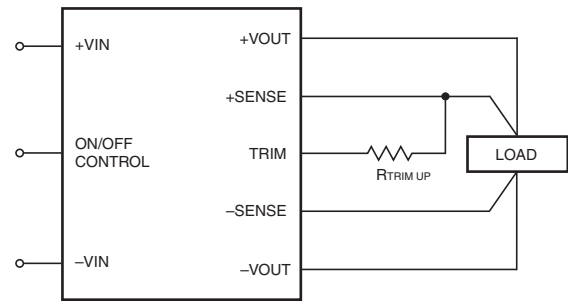 +VIN
ON/OFF
CONTROL
–VIN
+VOUT
+SENSE
TRIM
–SENSE
–VOUT
RTRIM UP
LOAD